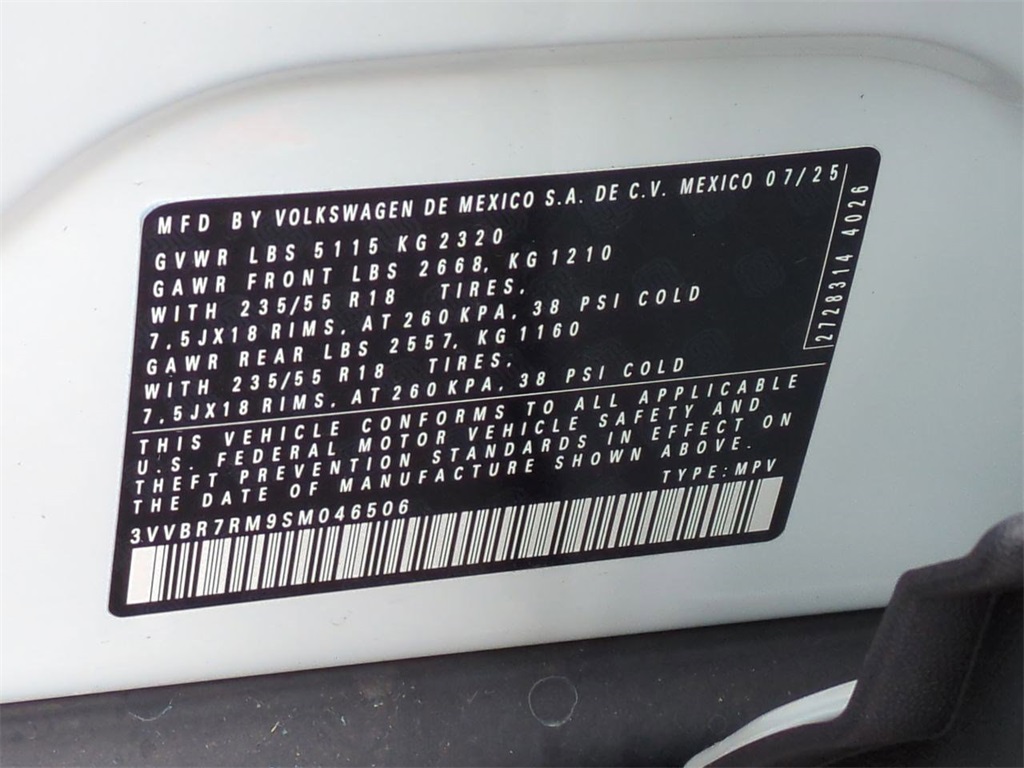 MFD BY VOLKSWAGEN DE MEXICO S.A. DE C.V. MEXICO 07/25
GVWR LBS 5115 KG 2320
GAWR FRONT LBS 2668, KG 1210
WITH 235/55 R18 TIRES,
7,5JX18 RIMS, AT 260 KPA, 38 PSI COLD
GAWR REAR LBS 2557, KG 1160
WITH 235/55 R18 TIRES,
7,5JX18 RIMS, AT 260 KPA, 38 PSI COLD
2728314 4026
THIS VEHICLE CONFORMS TO ALL APPLICABLE
U.S. FEDERAL MOTOR VEHICLE SAFETY AND
THEFT PREVENTION STANDARDS IN EFFECT ON
THE DATE OF MANUFACTURE SHOWN ABOVE.
TYPE: MPV
3VVBR7RM9SM046506